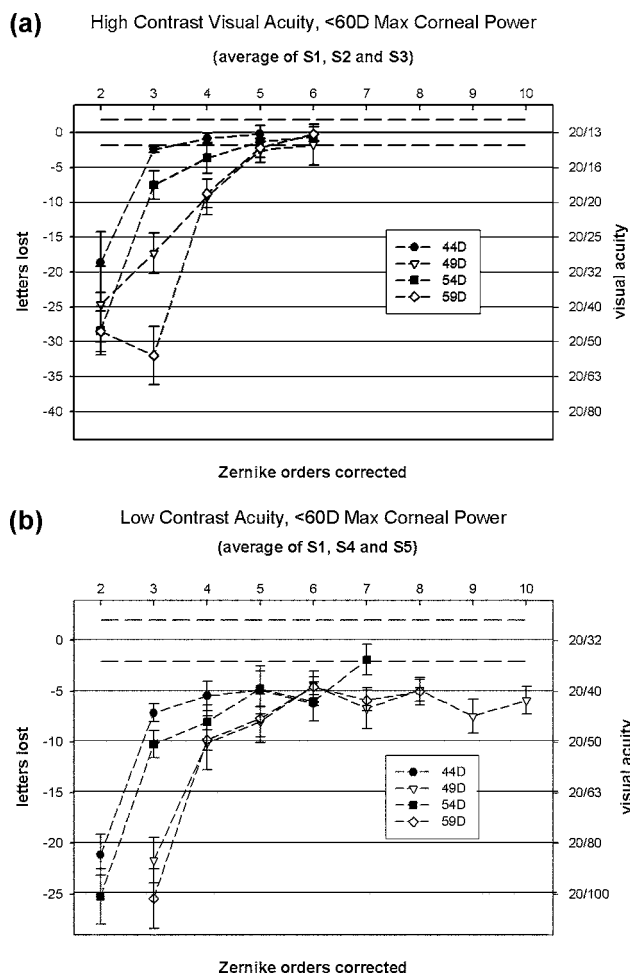 (a)
High Contrast Visual Acuity, <60D Max Corneal Power
(average of S1, S2 and S3)
2 3 4 5 6 7 8 9 10
0 20/13
-5 20/16
-10 20/20
-15 20/25
-20 20/32
-25 20/40
-30 20/50
-35 20/63
-40 20/80
letters lost
visual acuity
44D
49D
54D
59D
Zernike orders corrected
(b)
Low Contrast Acuity, <60D Max Corneal Power
(average of S1, S4 and S5)
2 3 4 5 6 7 8 9 10
0 20/32
-5 20/40
-10 20/50
-15 20/63
-20 20/80
-25 20/100
letters lost
visual acuity
44D
49D
54D
59D
Zernike orders corrected